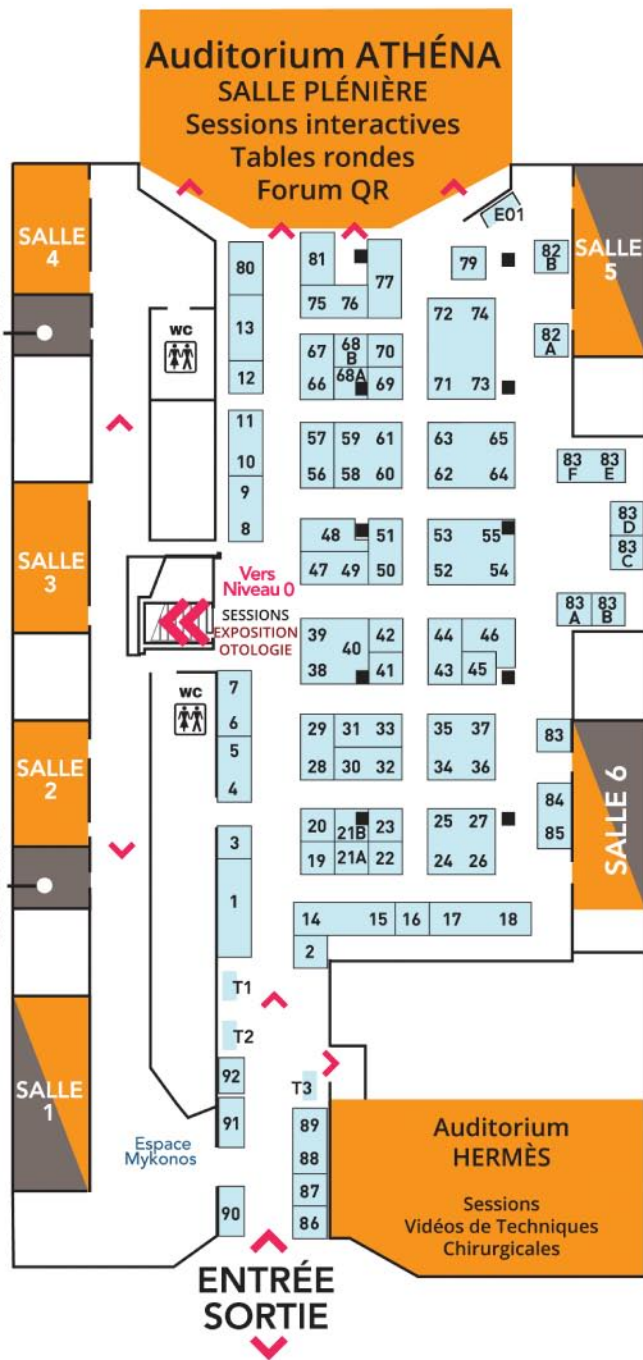 Auditorium ATHÉNA
SALLE PLÉNIÈRE
Sessions interactives
Tables rondes
Forum QR
SALLE
4
SALLE
5
E01
80
81
77
79
82
B
75 76
13
WC
72 74
82
A
67
68
B
70
12
66
68A
69
71 73
11
57 59 61
63 65
10
56 58 60
62 64
83
F
83
E
9
8
SALLE
3
48
51
53 55
83
D
47 49 50
52 54
83
C
Vers
Niveau 0
SESSIONS
EXPOSITION
OTOLOGIE
39
40
42
44 46
83
A
83
B
38
41
43 45
WC
7
6
5
4
SALLE
2
29 31 33
35 37
83
28 30 32
34 36
SALLE 6
84
85
20
21B
23
25 27
19
21A
22
24 26
3
1
14 15 16 17 18
2
T1
T2
T3
92
91
90
SALLE
1
Espace
Mykonos
89
88
87
86
Auditorium
HERMÈS
Sessions
Vidéos de Techniques
Chirurgicales
ENTRÉE
SORTIE